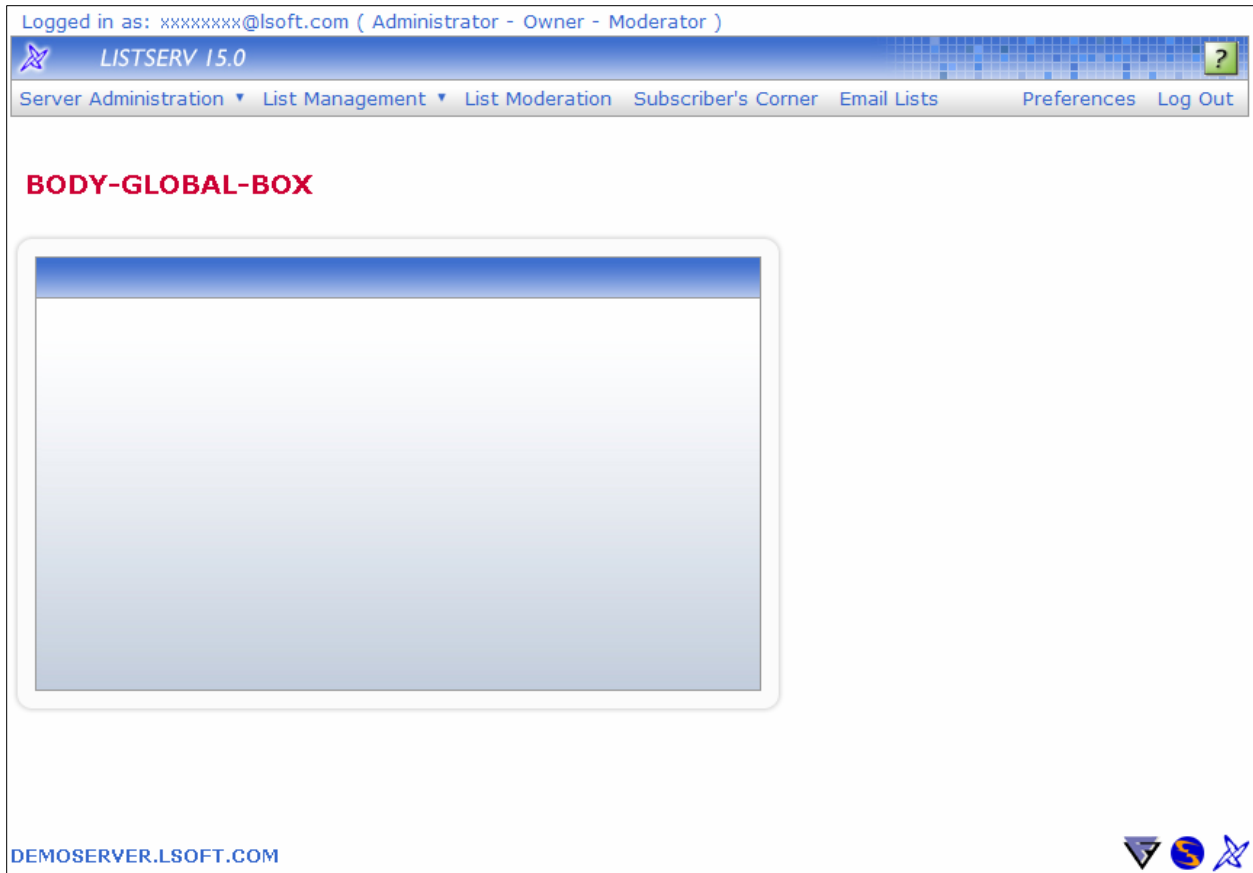 Logged in as: xxxxxxxx@lsoft.com ( Administrator - Owner - Moderator )
LISTSERV 15.0 ?
Server Administration ▼ List Management ▼ List Moderation Subscriber's Corner Email Lists Preferences Log Out
BODY-GLOBAL-BOX
DEMOSERVER.LSOFT.COM